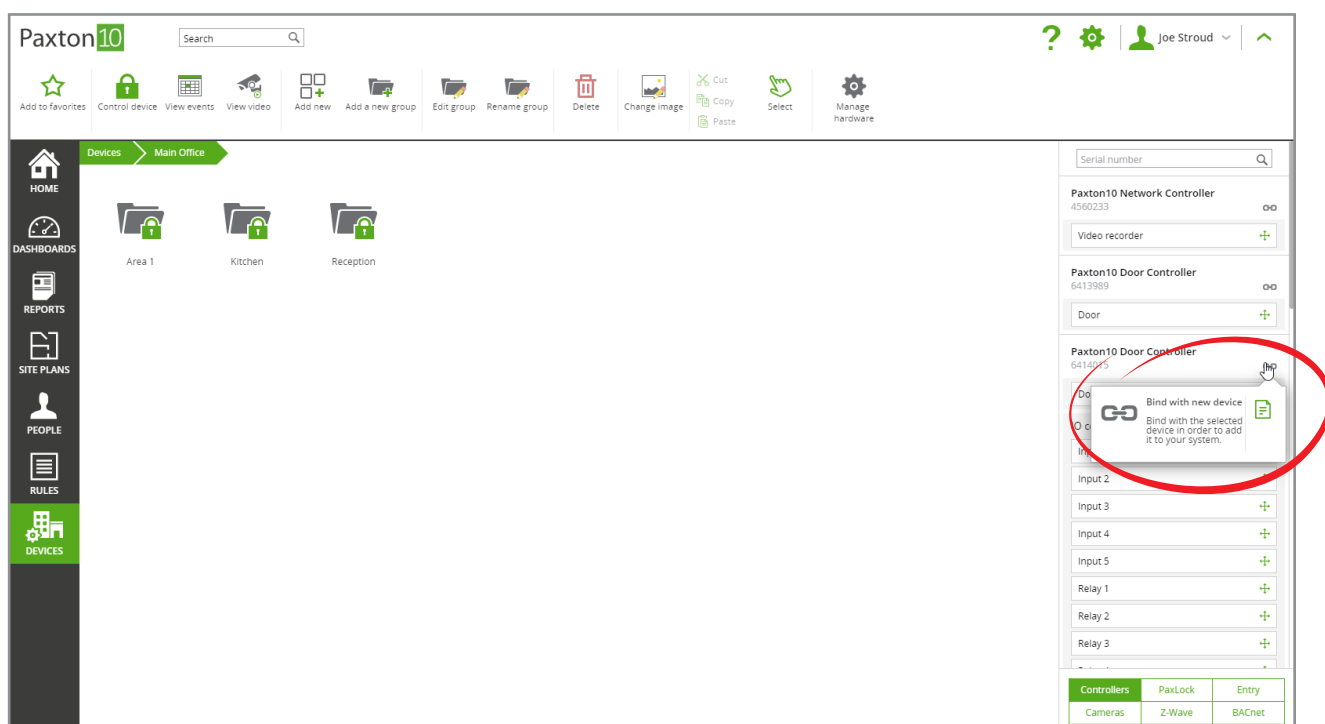 Paxton10
Search
Joe Stroud
Add to favorites
Control device
View events
View video
Add new
Add a new group
Edit group
Rename group
Delete
Change image
Cut
Copy
Paste
Select
Manage
hardware
HOME
DASHBOARDS
REPORTS
SITE PLANS
PEOPLE
RULES
DEVICES
Devices
Main Office
Area 1
Kitchen
Reception
Serial number
Paxton10 Network Controller
4560233
Video recorder
Paxton10 Door Controller
6413989
Door
Paxton10 Door Controller
6414015
Bind with new device
Bind with the selected
device in order to add
it to your system.
Input 2
Input 3
Input 4
Input 5
Relay 1
Relay 2
Relay 3
Controllers
PaxLock
Entry
Cameras
Z-Wave
BACnet